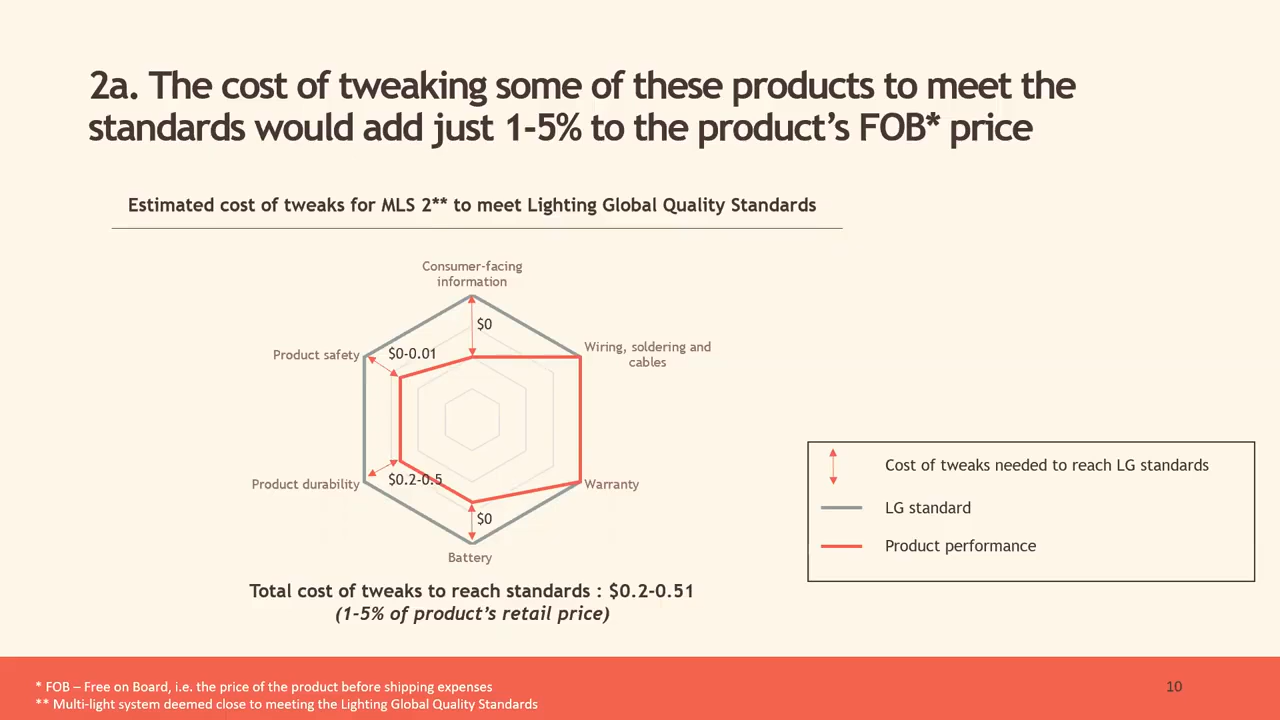 2a. The cost of tweaking some of these products to meet the
standards would add just 1-5% to the product’s FOB* price
Estimated cost of tweaks for MLS 2** to meet Lighting Global Quality Standards
Consumer-facing
information
$0
Wiring, soldering and
cables
Product safety
$0-0.01
Product durability
$0.2-0.5
Warranty
$0
Battery
Total cost of tweaks to reach standards : $0.2-0.51
(1-5% of product’s retail price)
Cost of tweaks needed to reach LG standards
LG standard
Product performance
* FOB – Free on Board, i.e. the price of the product before shipping expenses
** Multi-light system deemed close to meeting the Lighting Global Quality Standards
10